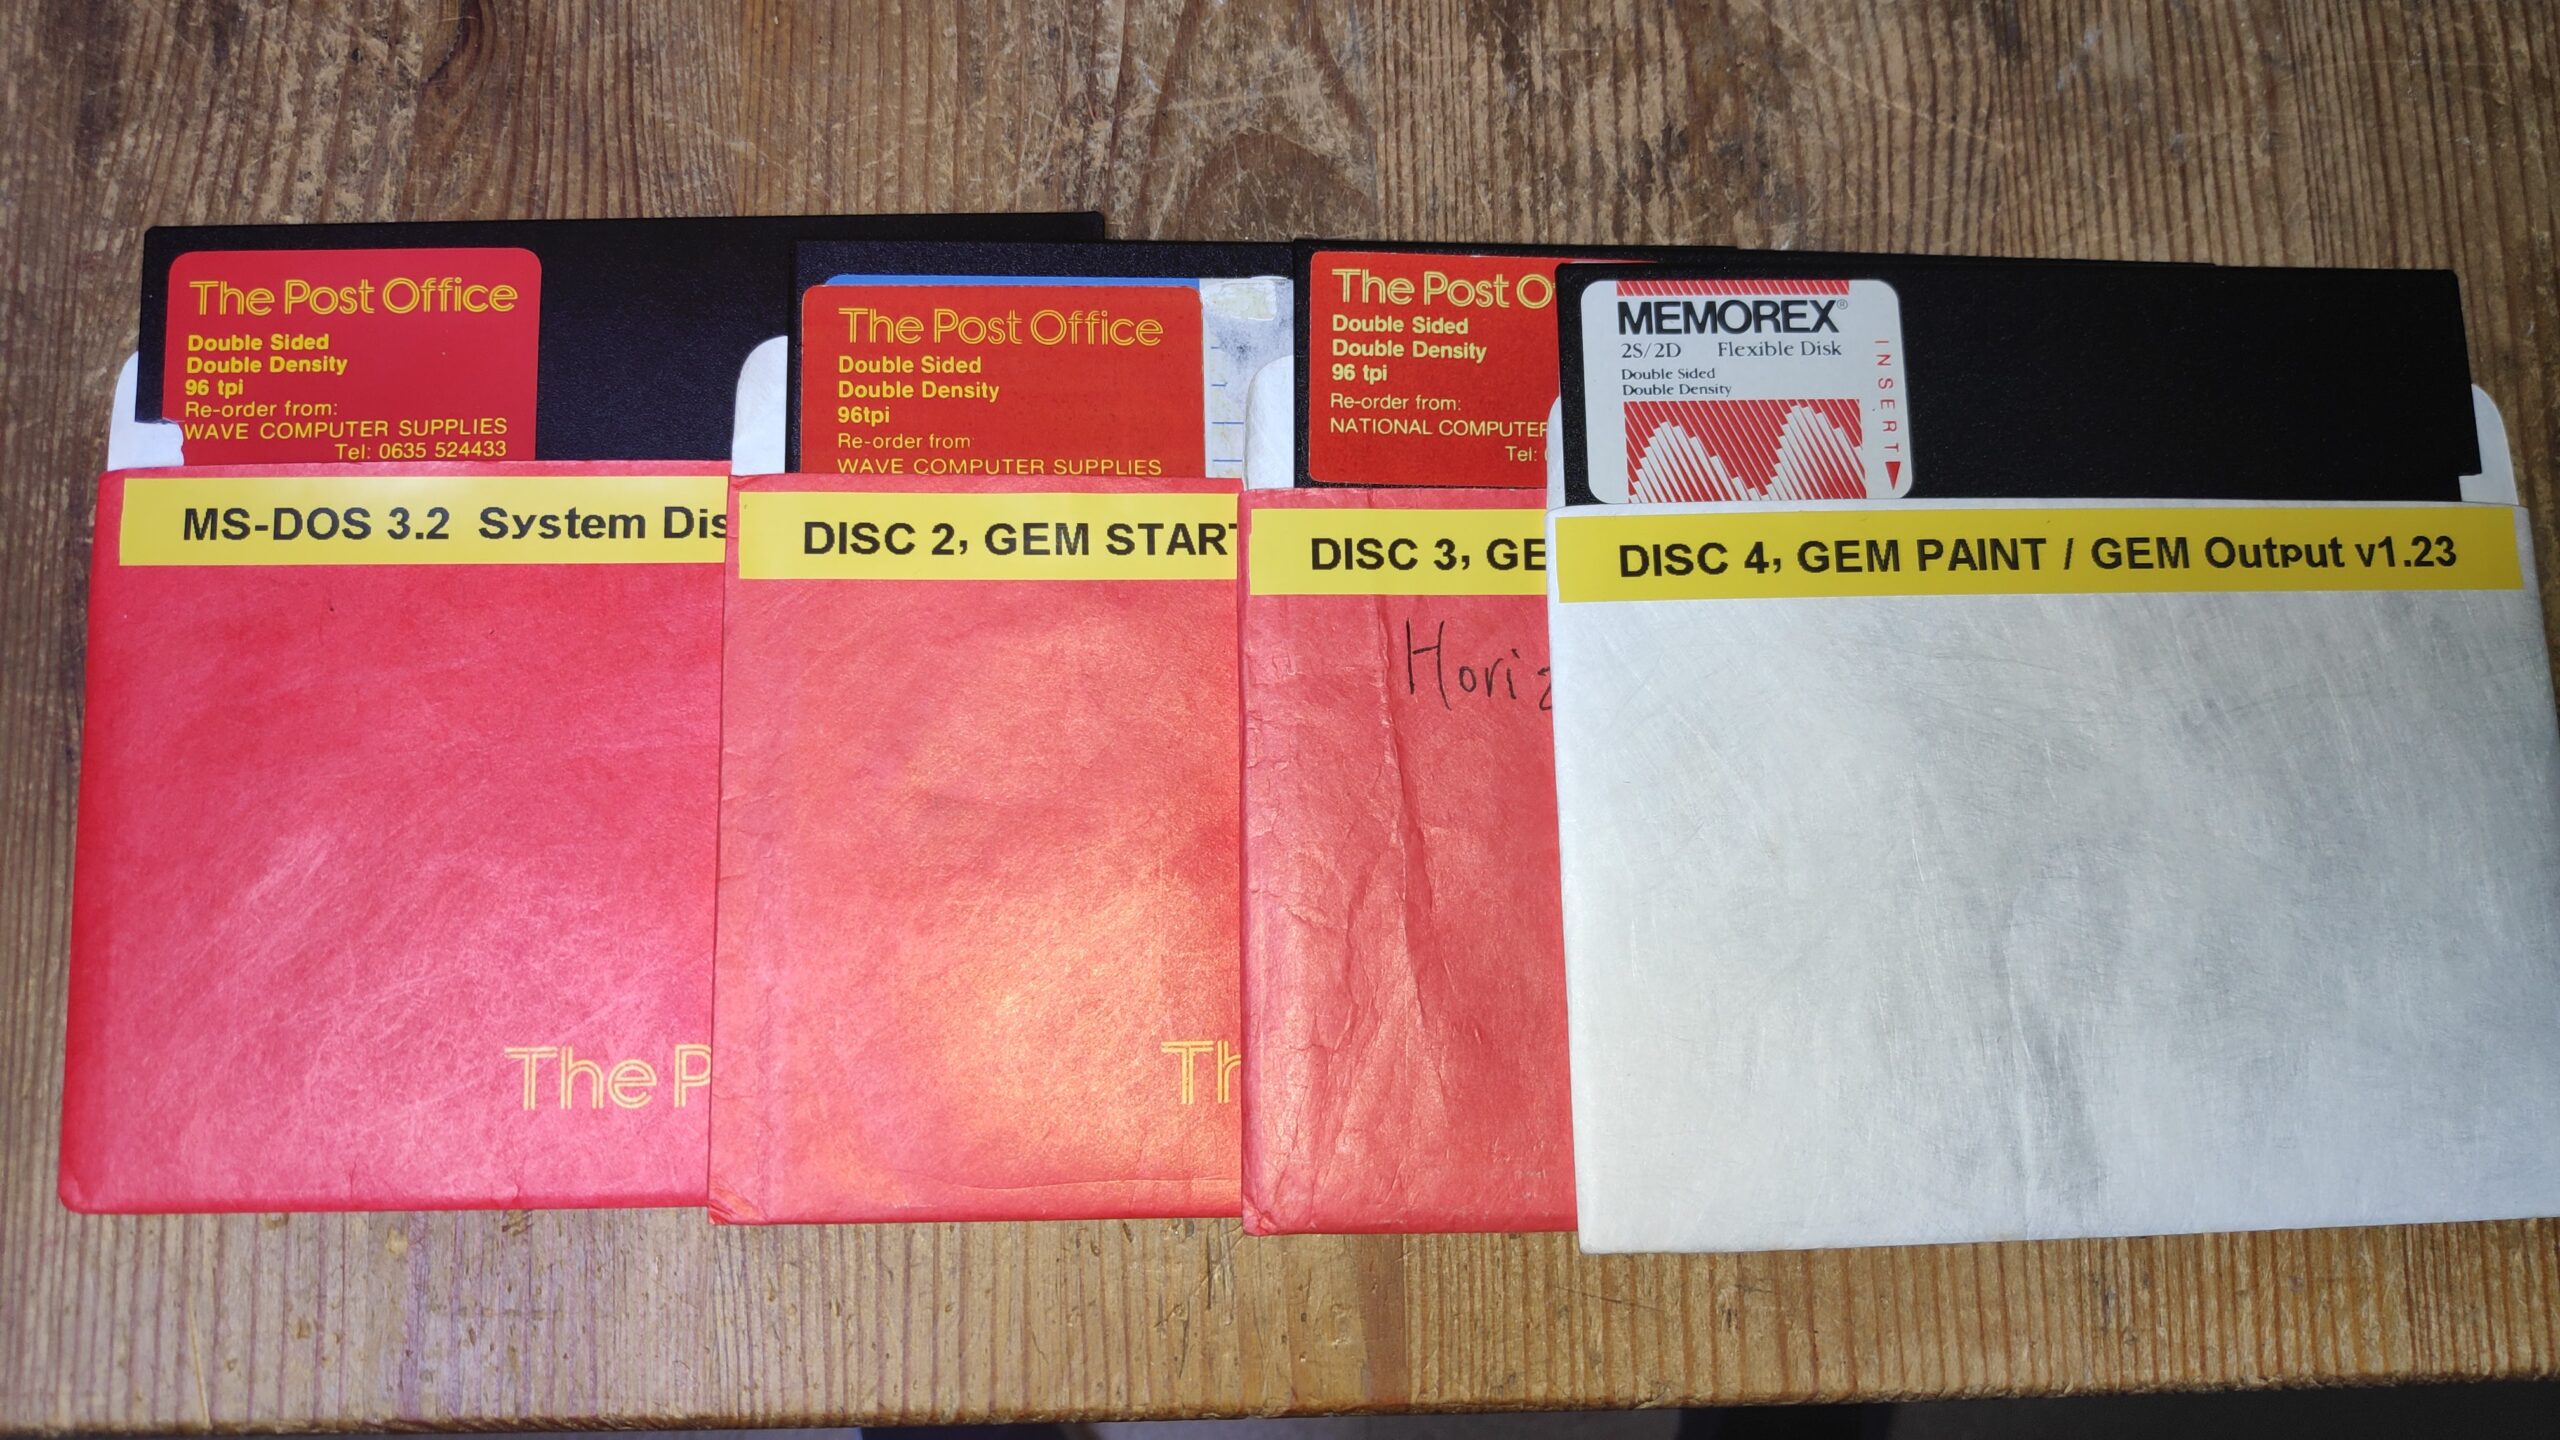 The Post Office
Double Sided
Double Density
96 tpi
Re-order from:
WAVE COMPUTER SUPPLIES
Tel: 0635 524433
MS-DOS 3.2 System Dis
The P
The Post Office
Double Sided
Double Density
96tpi
Re-order from
WAVE COMPUTER SUPPLIES
DISC 2, GEM STAR
Th
The Post O
Double Sided
Double Density
96 tpi
Re-order from:
NATIONAL COMPUTER
Tel:
DISC 3, GE
Horiz
MEMOREX®
2S/2D Flexible Disk
Double Sided
Double Density
INSERT
DISC 4, GEM PAINT / GEM Output v1.23